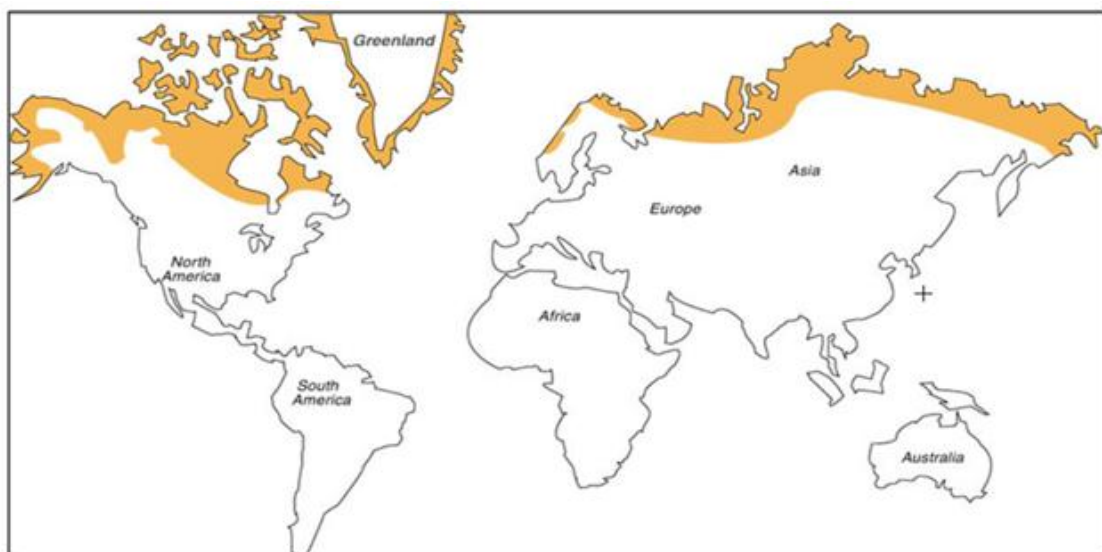 Greenland
Asia
Europe
North
America
Africa
South
America
Australia